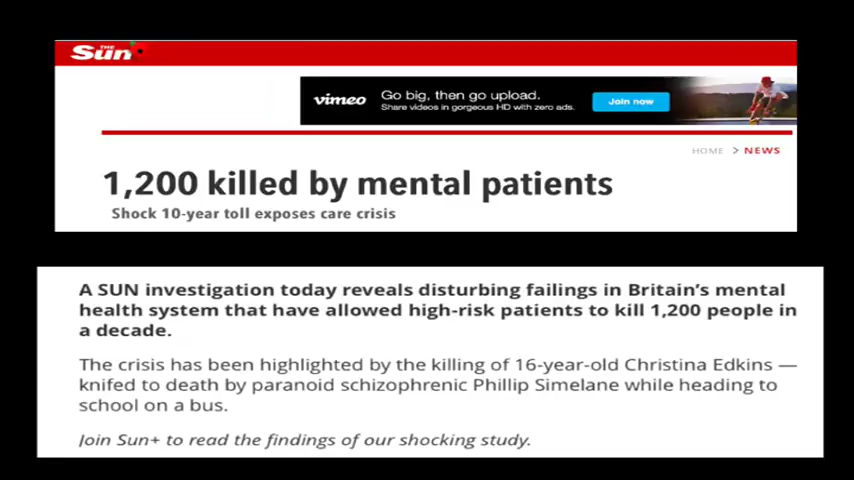 THE
Sun
vimeo
Go big, then go upload.
Share videos in gorgeous HD with zero ads.
Join now
HOME > NEWS
1,200 killed by mental patients
Shock 10-year toll exposes care crisis
A SUN investigation today reveals disturbing failings in Britain's mental
health system that have allowed high-risk patients to kill 1,200 people in
a decade.
The crisis has been highlighted by the killing of 16-year-old Christina Edkins —
knifed to death by paranoid schizophrenic Phillip Simelane while heading to
school on a bus.
Join Sun+ to read the findings of our shocking study.